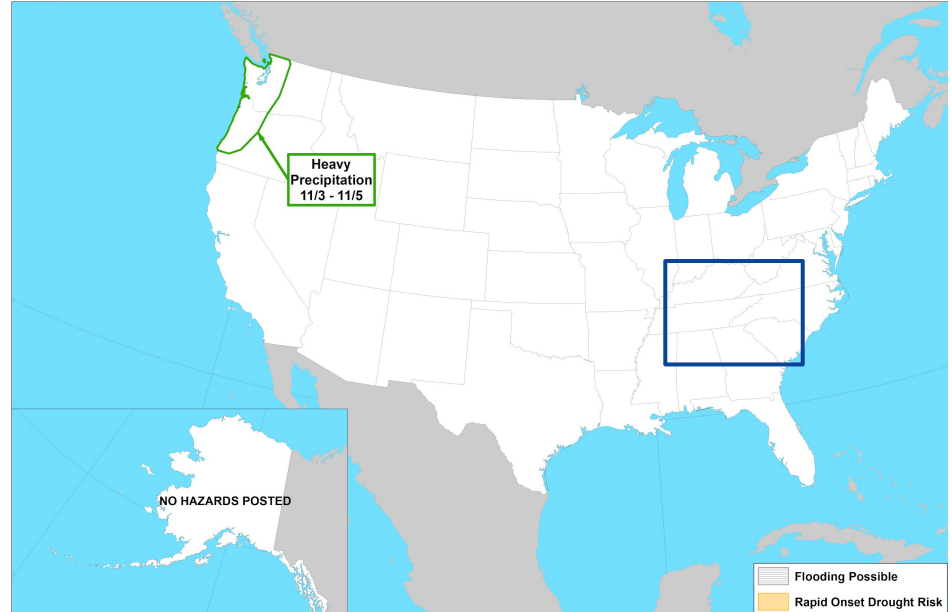 Heavy
Precipitation
11/3 - 11/5
NO HAZARDS POSTED
Flooding Possible
Rapid Onset Drought Risk